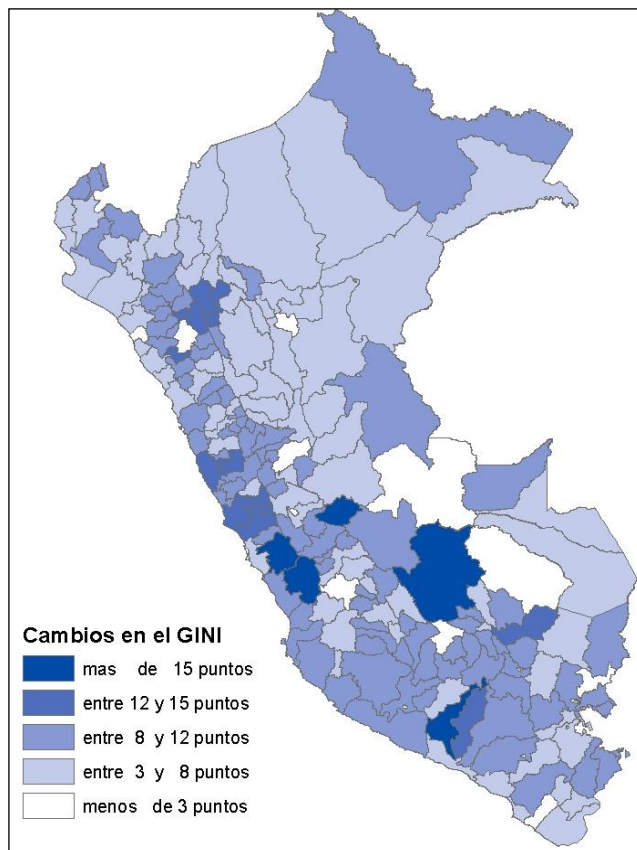 Cambios en el GINI
mas de 15 puntos
entre 12 y 15 puntos
entre 8 y 12 puntos
entre 3 y 8 puntos
menos de 3 puntos